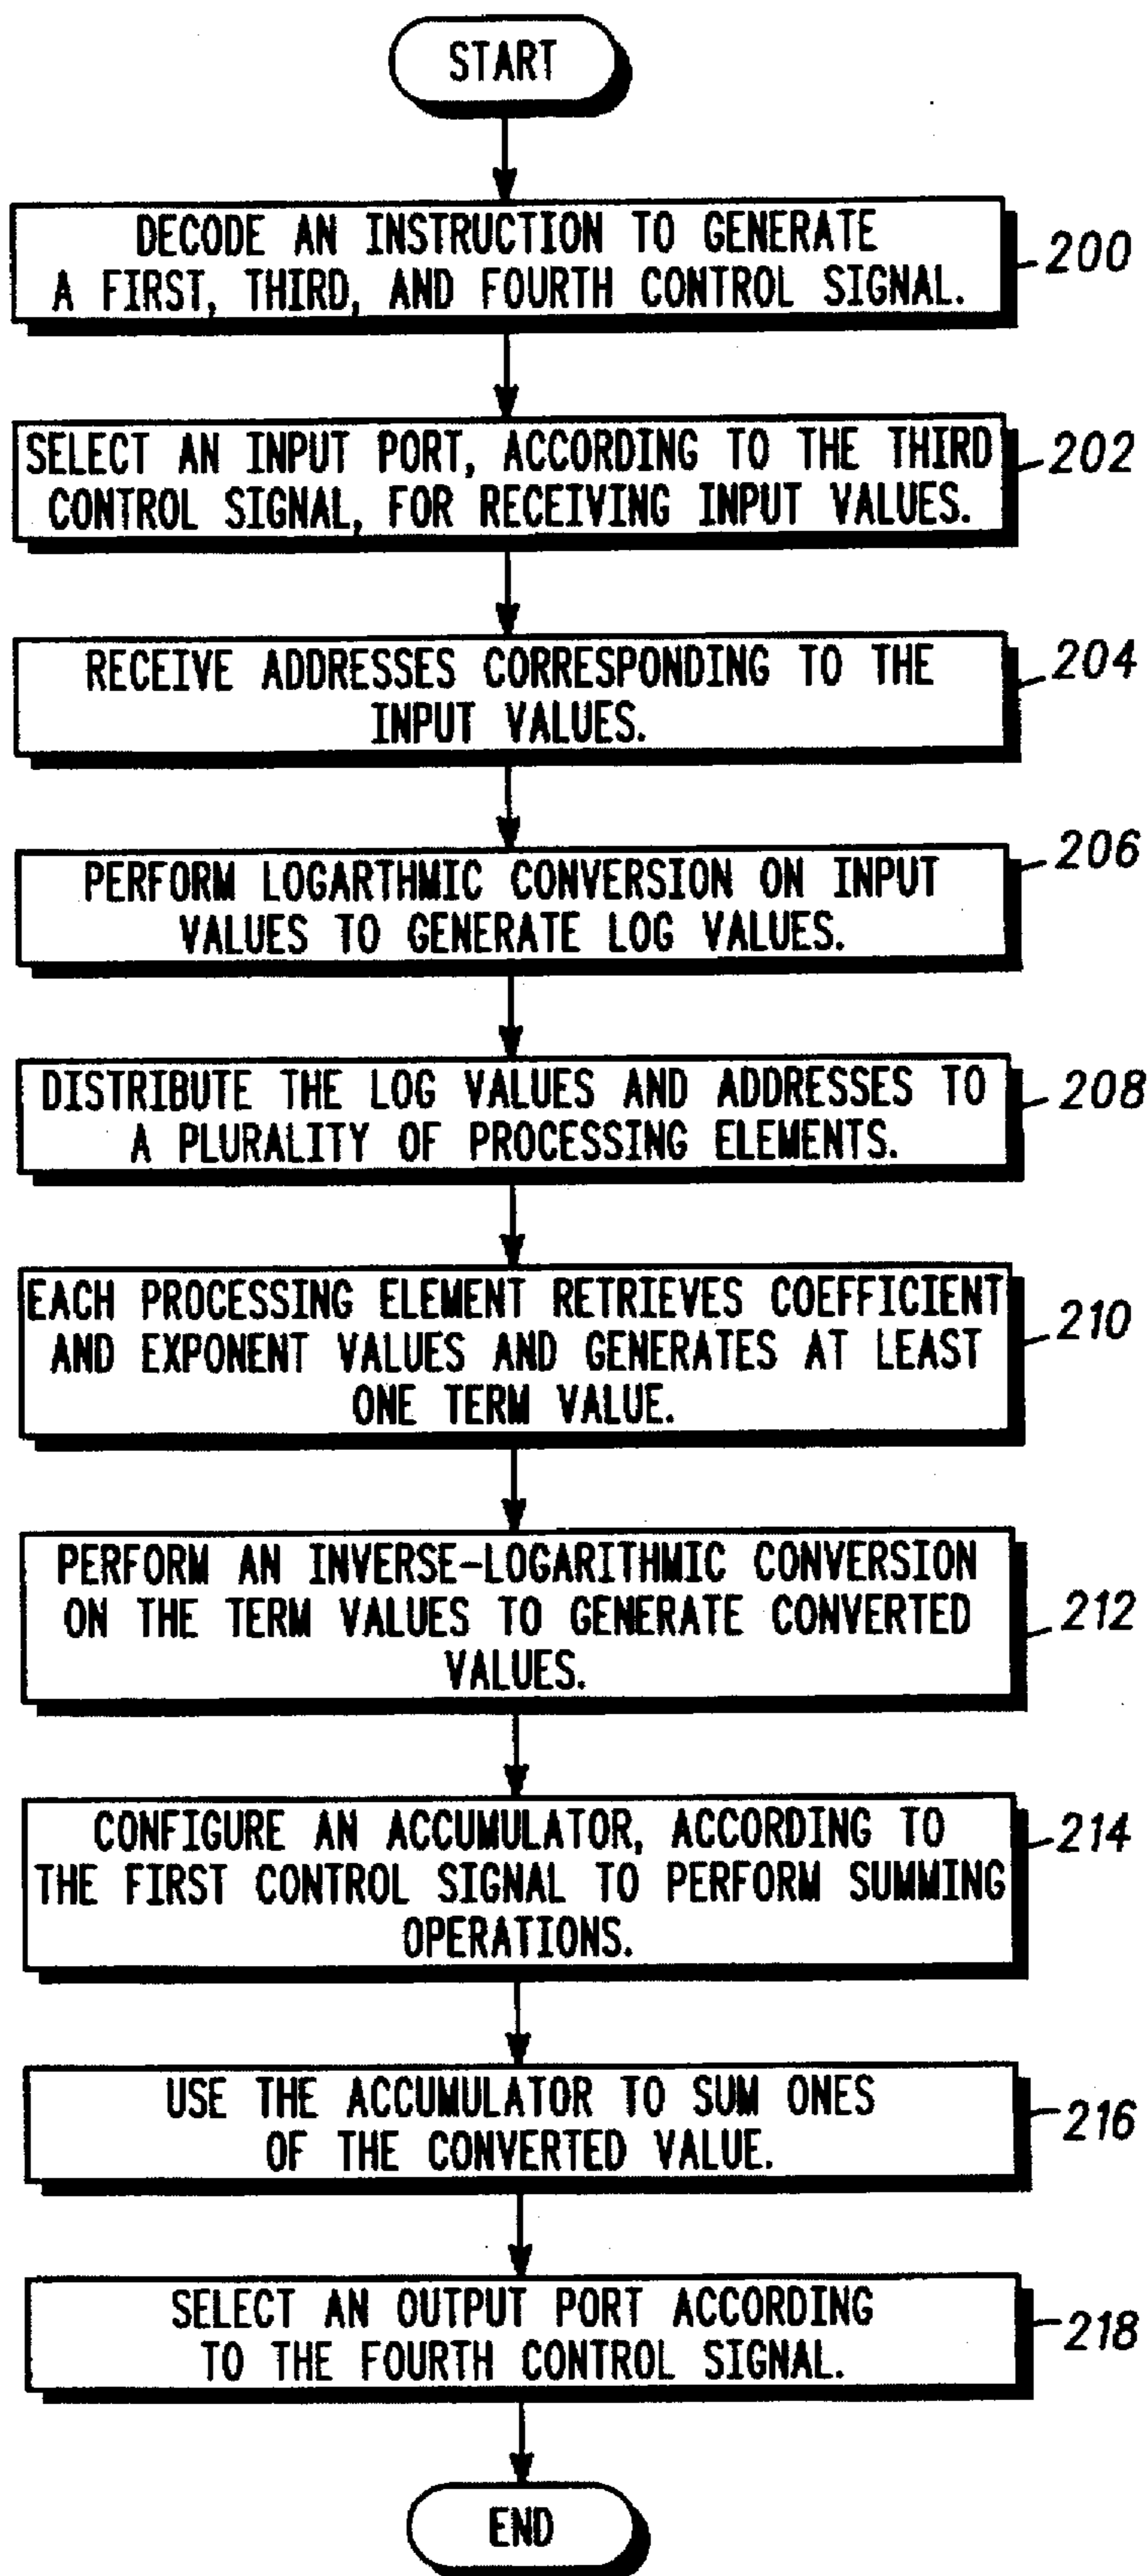 START
DECODE AN INSTRUCTION TO GENERATE
A FIRST, THIRD, AND FOURTH CONTROL SIGNAL.
200
SELECT AN INPUT PORT, ACCORDING TO THE THIRD
CONTROL SIGNAL, FOR RECEIVING INPUT VALUES.
202
RECEIVE ADDRESSES CORRESPONDING TO THE
INPUT VALUES.
204
PERFORM LOGARTHMIC CONVERSION ON INPUT
VALUES TO GENERATE LOG VALUES.
206
DISTRIBUTE THE LOG VALUES AND ADDRESSES TO
A PLURALITY OF PROCESSING ELEMENTS.
208
EACH PROCESSING ELEMENT RETRIEVES COEFFICIENT
AND EXPONENT VALUES AND GENERATES AT LEAST
ONE TERM VALUE.
210
PERFORM AN INVERSE-LOGARITHMIC CONVERSION
ON THE TERM VALUES TO GENERATE CONVERTED
VALUES.
212
CONFIGURE AN ACCUMULATOR, ACCORDING TO
THE FIRST CONTROL SIGNAL TO PERFORM SUMMING
OPERATIONS.
214
USE THE ACCUMULATOR TO SUM ONES
OF THE CONVERTED VALUE.
216
SELECT AN OUTPUT PORT ACCORDING
TO THE FOURTH CONTROL SIGNAL.
218
END